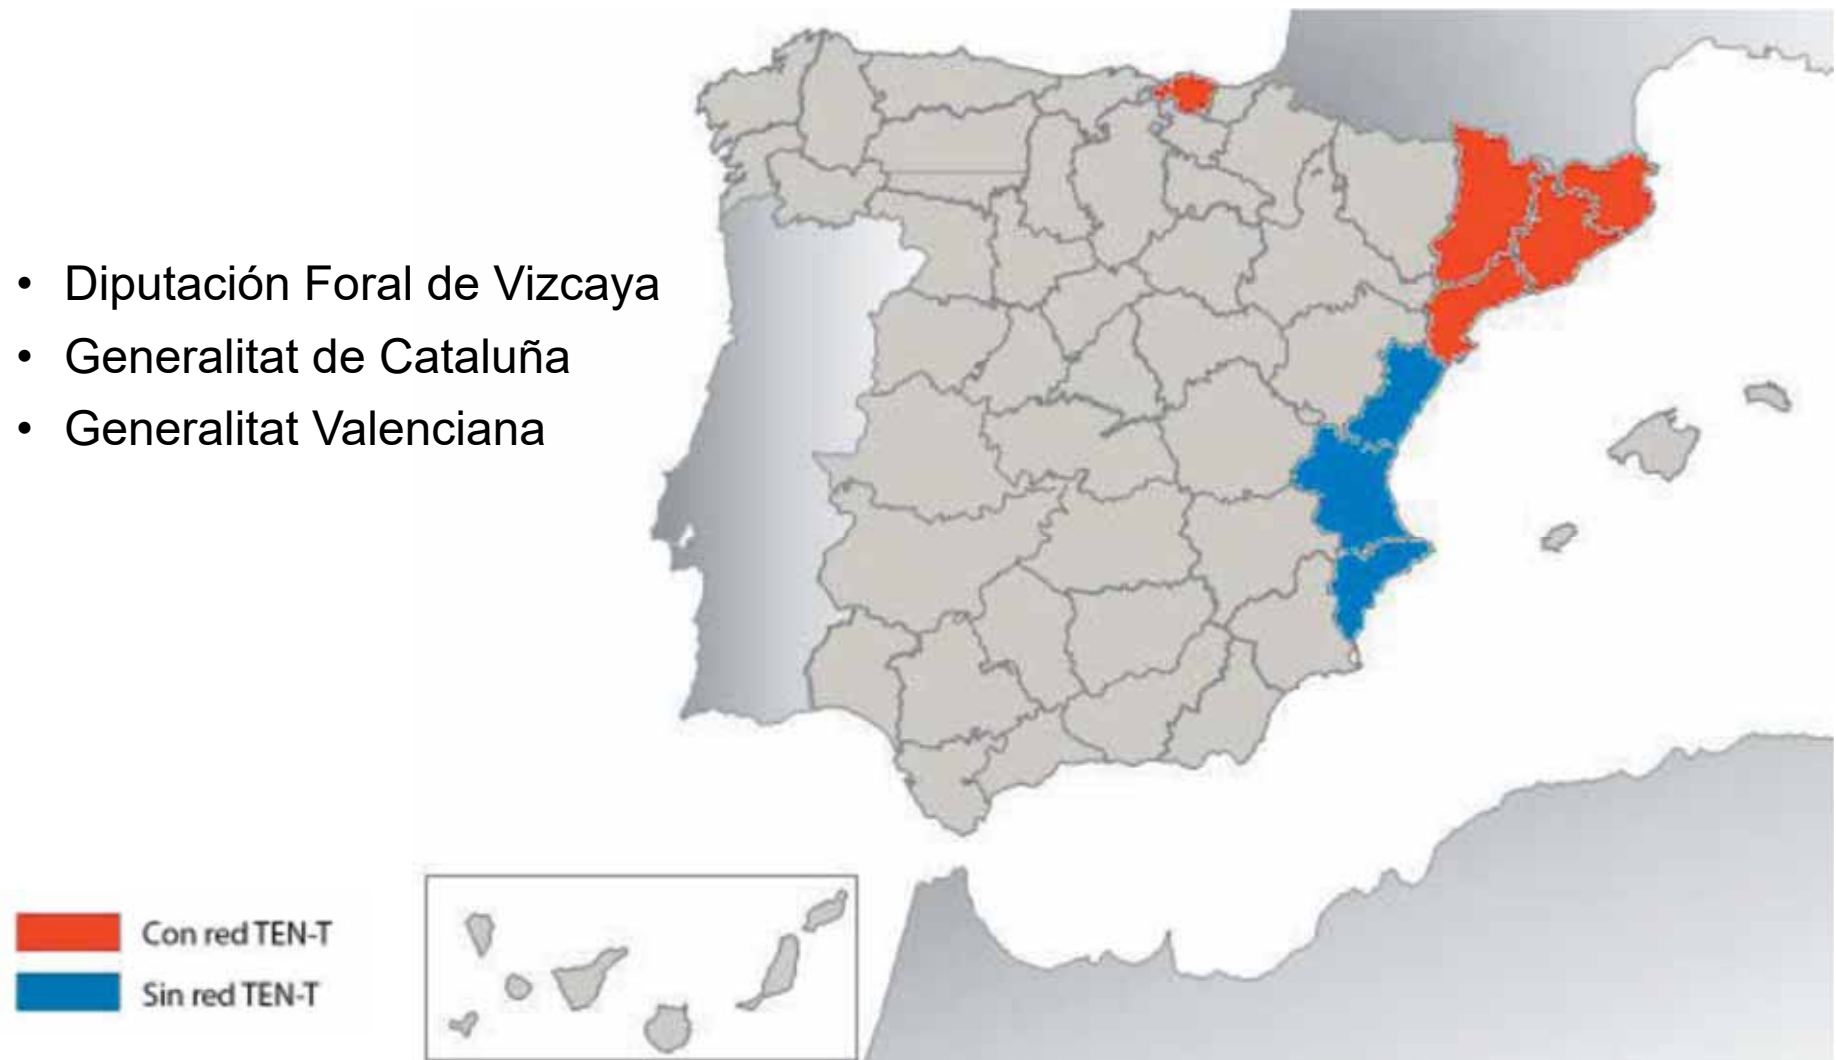 • Diputación Foral de Vizcaya
• Generalitat de Cataluña
• Generalitat Valenciana
Con red TEN-T
Sin red TEN-T